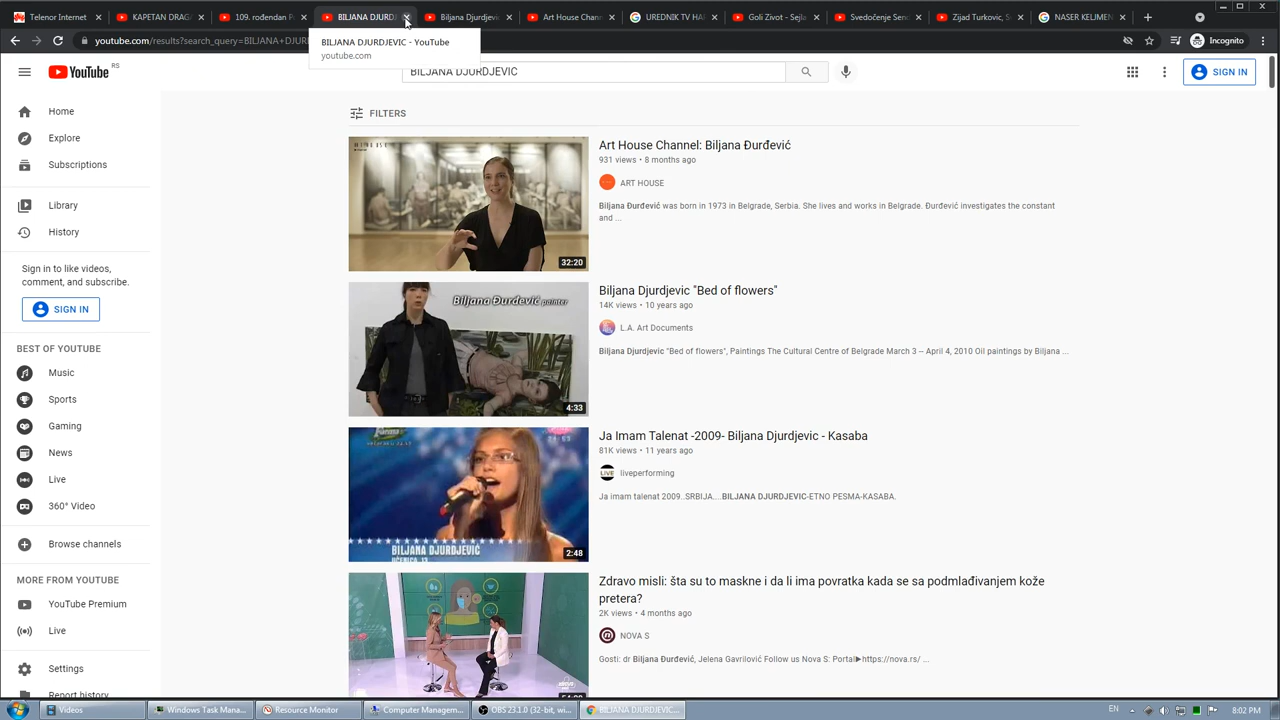 Telenor Internet
KAPETAN DRAGA
109. rođendan P
BILJANA DJURD
Biljana Djurdjevic
Art House Chann
UREDNIK TV HA
Goli Zivot - Sejla
Svedočenje Seno
Zijad Turkovic, S
NASER KELJMEN
youtube.com/results?search_query=BILJANA+DJUR
Incognito
BILJANA DJURDJEVIC - YouTube
youtube.com
YouTube RS
BILJANA DJURDJEVIC
SIGN IN
Home
Explore
Subscriptions
Library
History
Sign in to like videos,
comment, and subscribe.
SIGN IN
BEST OF YOUTUBE
Music
Sports
Gaming
News
Live
360° Video
Browse channels
MORE FROM YOUTUBE
YouTube Premium
Live
Settings
Report history
FILTERS
32:20
Art House Channel: Biljana Đurđević
931 views • 8 months ago
ART HOUSE
Biljana Đurđević was born in 1973 in Belgrade, Serbia. She lives and works in Belgrade. Đurđević investigates the constant
and ...
Biljana Đurđević painter
4:33
Biljana Djurdjevic "Bed of flowers"
14K views • 10 years ago
L.A. Art Documents
Biljana Djurdjevic "Bed of flowers", Paintings The Cultural Centre of Belgrade March 3 -- April 4, 2010 Oil paintings by Biljana ...
BILJANA DJURDJEVIĆ
2:48
Ja Imam Talenat -2009- Biljana Djurdjevic - Kasaba
81K views • 11 years ago
LIVE
liveperforming
Ja imam talenat 2009..SRBIJA....BILJANA DJURDJEVIC-ETNO PESMA-KASABA.
Zdravo misli: šta su to maskne i da li ima povratka kada se sa podmlađivanjem kože
pretera?
2K views • 4 months ago
NOVA S
Gosti: dr Biljana Đurđević, Jelena Gavrilović Follow us Nova S: Portal▶https://nova.rs/ ...
Videos
Windows Task Mana...
Resource Monitor
Computer Managem...
OBS 23.1.0 (32-bit, wi...
BILJANA DJURDJEVIC...
EN
8:02 PM